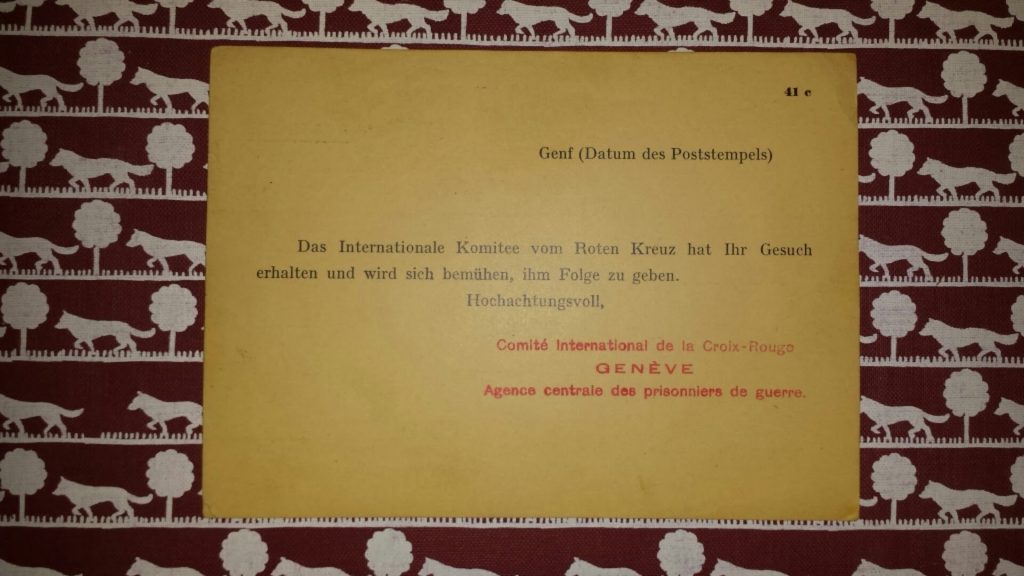 41 c
Genf (Datum des Poststempels)
Das Internationale Komitee vom Roten Kreuz hat Ihr Gesuch
erhalten und wird sich bemühen, ihm Folge zu geben.
Hochachtungsvoll,
Comité International de la Croix-Rouge
GENÈVE
Agence centrale des prisonniers de guerre.